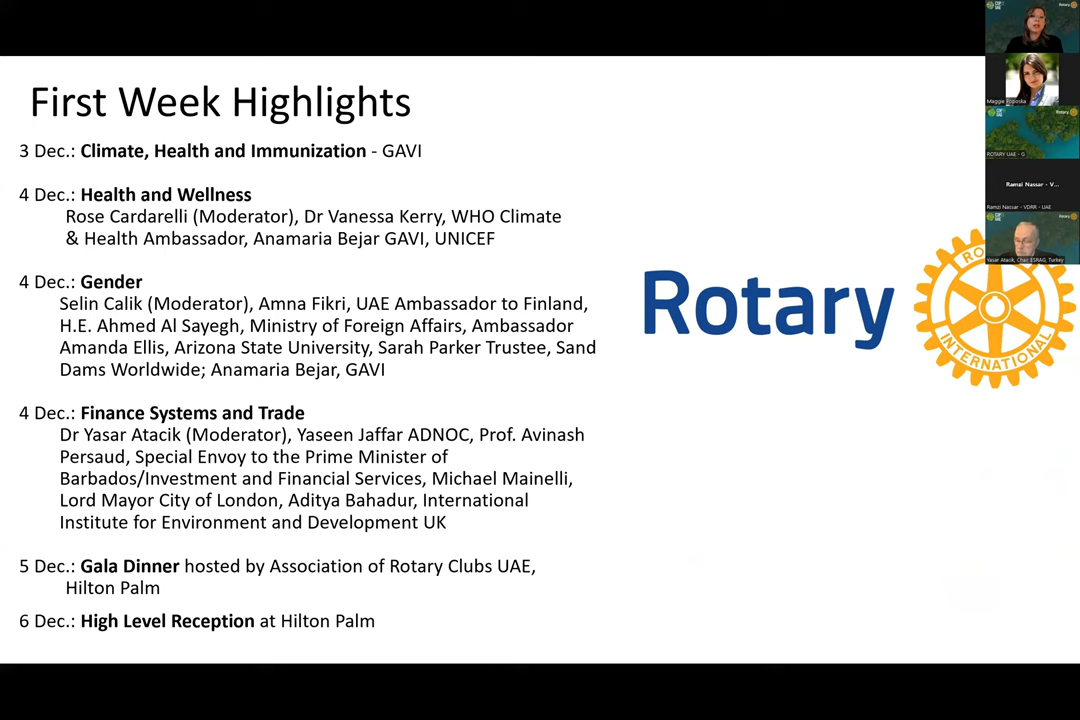 First Week Highlights
3 Dec.: Climate, Health and Immunization - GAVI
4 Dec.: Health and Wellness
Rose Cardarelli (Moderator), Dr Vanessa Kerry, WHO Climate
& Health Ambassador, Anamaria Bejar GAVI, UNICEF
4 Dec.: Gender
Selin Calik (Moderator), Amna Fikri, UAE Ambassador to Finland,
H.E. Ahmed Al Sayegh, Ministry of Foreign Affairs, Ambassador
Amanda Ellis, Arizona State University, Sarah Parker Trustee, Sand
Dams Worldwide; Anamaria Bejar, GAVI
4 Dec.: Finance Systems and Trade
Dr Yasar Atacik (Moderator), Yaseen Jaffar ADNOC, Prof. Avinash
Persaud, Special Envoy to the Prime Minister of
Barbados/Investment and Financial Services, Michael Mainelli,
Lord Mayor City of London, Aditya Bahadur, International
Institute for Environment and Development UK
5 Dec.: Gala Dinner hosted by Association of Rotary Clubs UAE,
Hilton Palm
6 Dec.: High Level Reception at Hilton Palm
Rotary
INTERNATIONAL
Rotary
Maggie
Rotary
ROTARY UAE - G
Ramzi Nassar - V...
Ramzi Nassar - VDRR - UAE
Rotary
Yasar Atacik, Chair ESRAG, Turkey